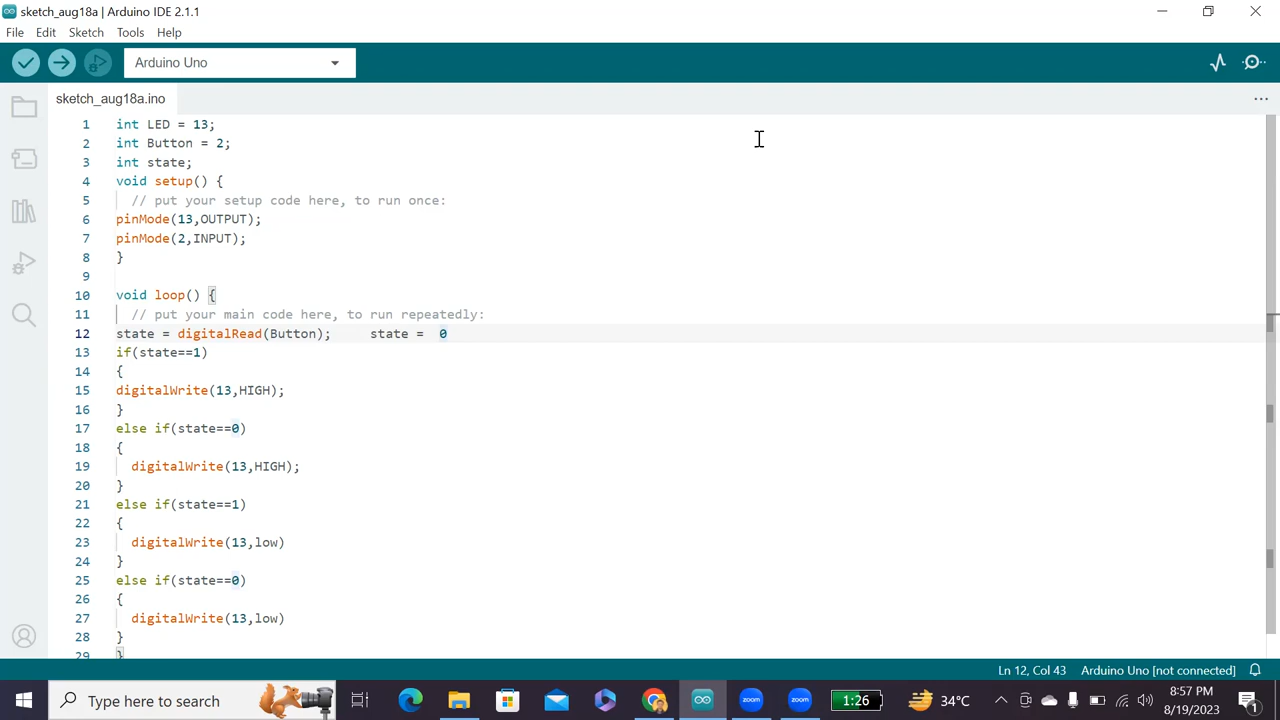 sketch_aug18a | Arduino IDE 2.1.1
File Edit Sketch Tools Help
Arduino Uno
sketch_aug18a.ino
1 int LED = 13;
2 int Button = 2;
3 int state;
4 void setup() {
5 // put your setup code here, to run once:
6 pinMode(13,OUTPUT);
7 pinMode(2,INPUT);
8 }
9
10 void loop() {
11 // put your main code here, to run repeatedly:
12 state = digitalRead(Button); state = 0
13 if(state==1)
14 {
15 digitalWrite(13,HIGH);
16 }
17 else if(state==0)
18 {
19 digitalWrite(13,HIGH);
20 }
21 else if(state==1)
22 {
23 digitalWrite(13,low)
24 }
25 else if(state==0)
26 {
27 digitalWrite(13,low)
28 }
29 }
Ln 12, Col 43 Arduino Uno [not connected]
Type here to search
zoom
zoom
1:26
34°C
8:57 PM
8/19/2023
1